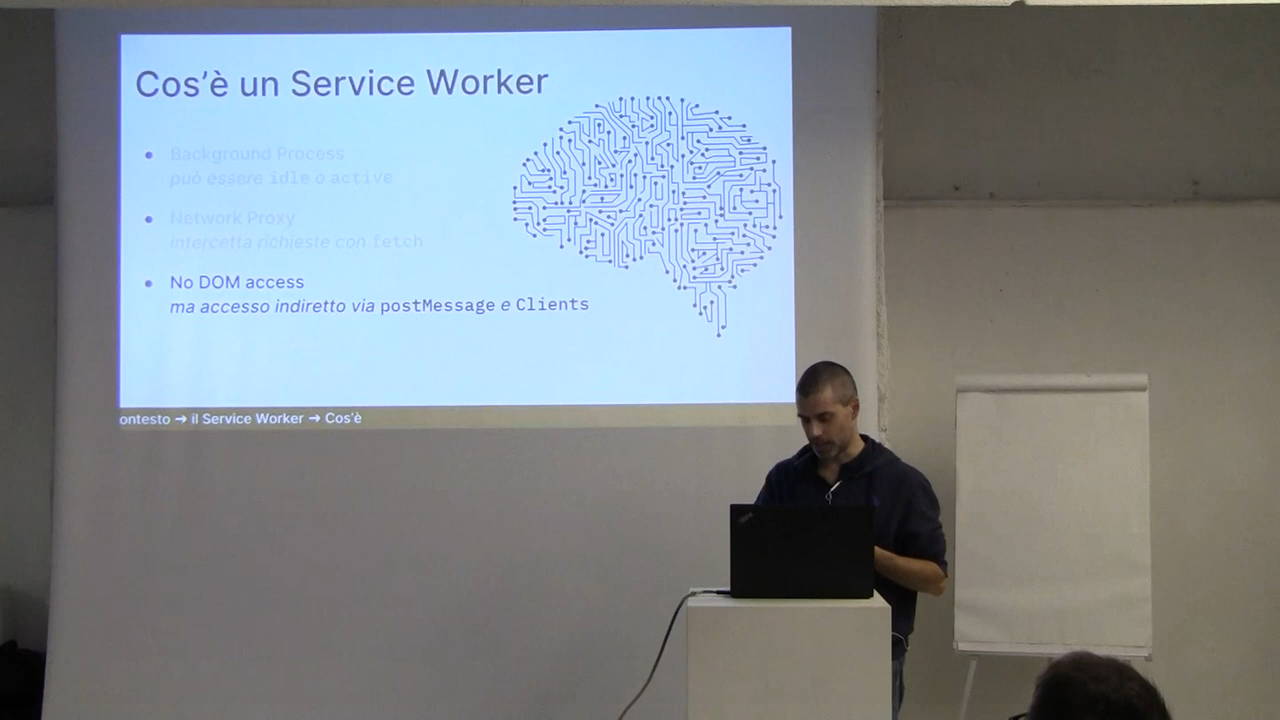 Cos'è un Service Worker
Background Process
può essere idle o active
Network Proxy
intercetta richieste con fetch
No DOM access
ma accesso indiretto via postMessage e Clients
ontesto → il Service Worker → Cos'è